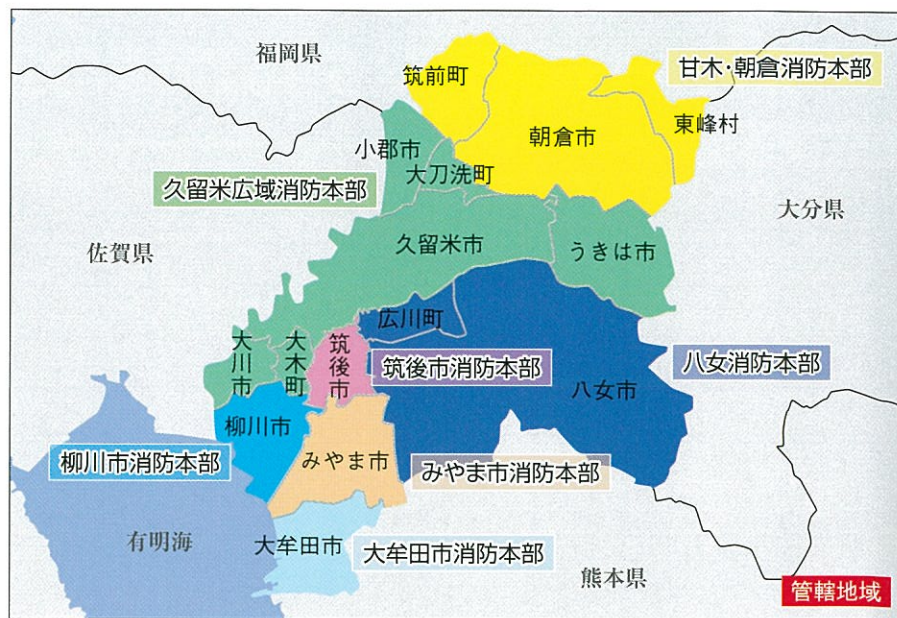 福岡県
甘木・朝倉消防本部
筑前町
東峰村
朝倉市
小郡市
大刀洗町
久留米広域消防本部
大分県
久留米市
うきは市
佐賀県
広川町
大川市
大木町
筑後市
筑後市消防本部
八女消防本部
八女市
柳川市
みやま市
柳川市消防本部
みやま市消防本部
有明海
大牟田市
大牟田市消防本部
熊本県
管轄地域